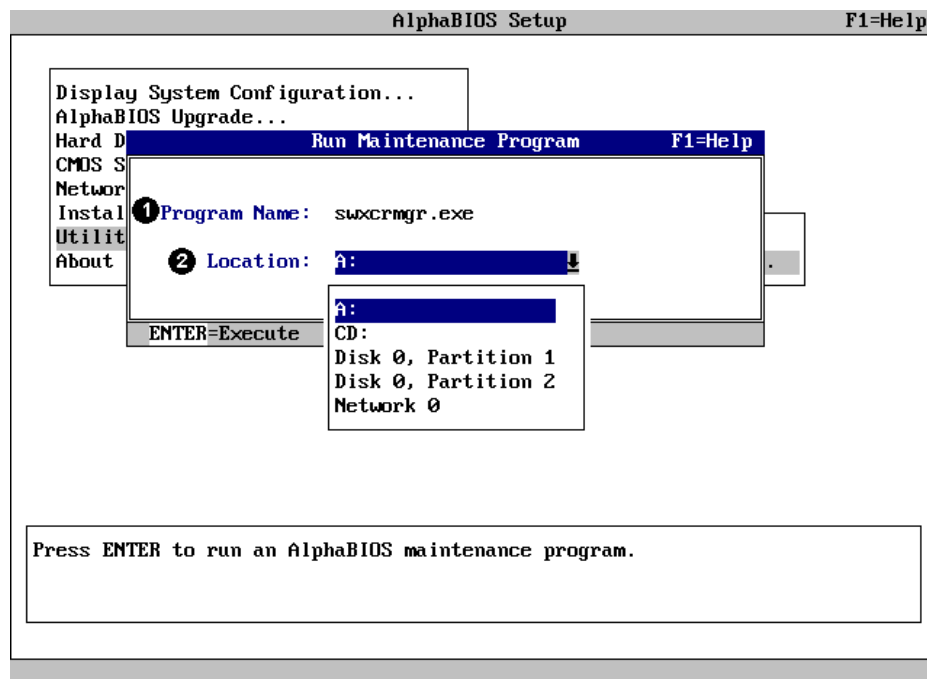 AlphaBIOS Setup F1=Help
Display System Configuration...
AlphaBIOS Upgrade...
Hard D
Run Maintenance Program F1=Help
CMOS S
Networ
Instal
1 Program Name: swxcrmgr.exe
Utilit
About
2 Location: A:
.
A:
CD:
Disk 0, Partition 1
Disk 0, Partition 2
Network 0
ENTER=Execute
Press ENTER to run an AlphaBIOS maintenance program.